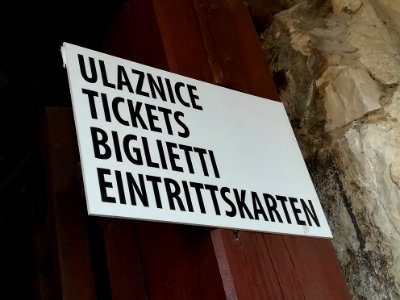 ULAZNICE
TICKETS
BIGLIETTI
EINTRITTSKARTEN